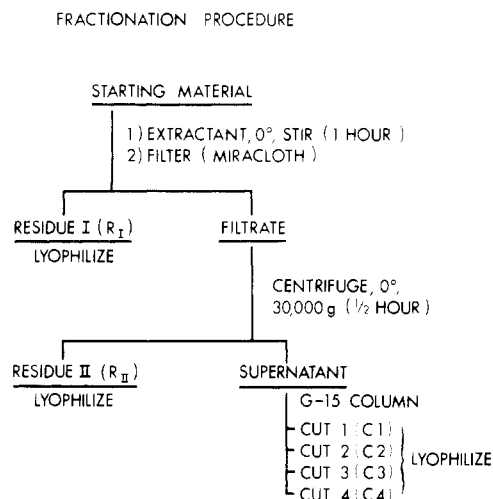 FRACTIONATION PROCEDURE
STARTING MATERIAL
1) EXTRACTANT, 0°, STIR (1 HOUR)
2) FILTER (MIRACLOTH)
RESIDUE I (R_I)
LYOPHILIZE
FILTRATE
CENTRIFUGE, 0°,
30,000 g (½ HOUR)
RESIDUE II (R_II)
LYOPHILIZE
SUPERNATANT
G-15 COLUMN
CUT 1 (C1)
CUT 2 (C2)
CUT 3 (C3)
CUT 4 (C4)
LYOPHILIZE